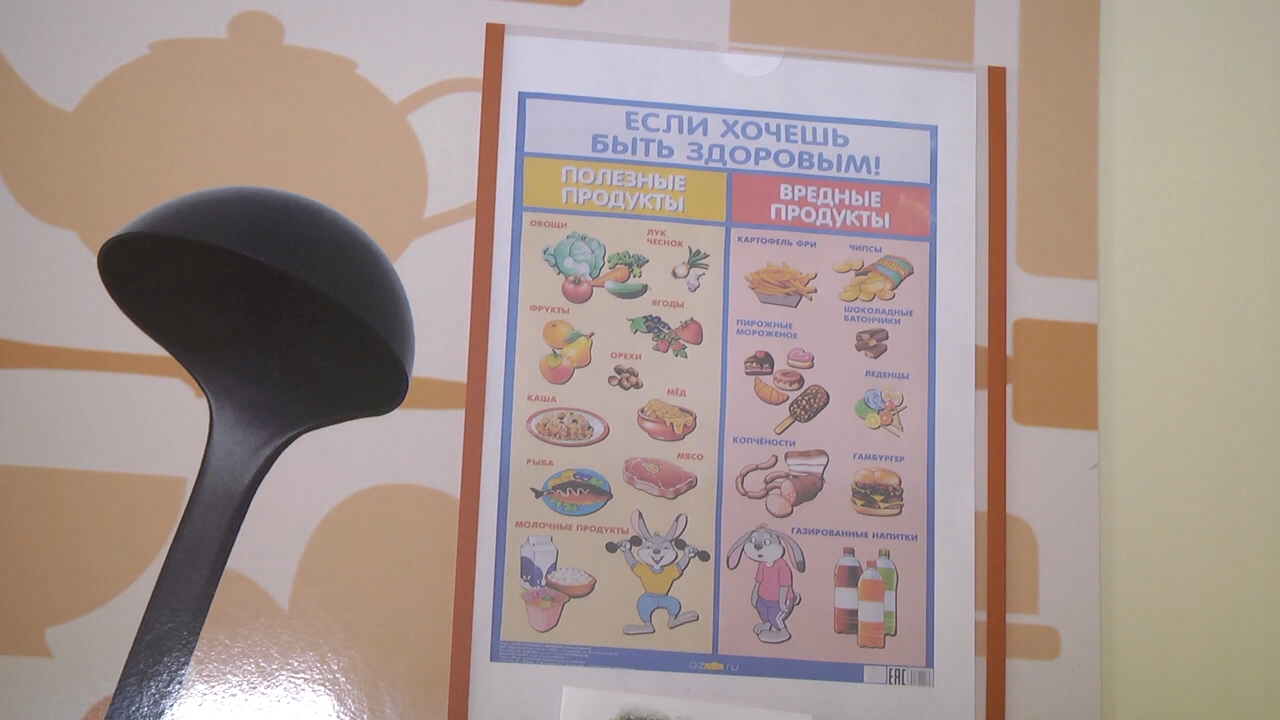 ЕСЛИ ХОЧЕШЬ
БЫТЬ ЗДОРОВЫМ!
ПОЛЕЗНЫЕ
ПРОДУКТЫ
ОВОЩИ
ЛУК
ЧЕСНОК
ФРУКТЫ
ЯГОДЫ
ОРЕХИ
КАША
МЁД
РЫБА
МЯСО
МОЛОЧНЫЕ ПРОДУКТЫ
ВРЕДНЫЕ
ПРОДУКТЫ
КАРТОФЕЛЬ ФРИ
ЧИПСЫ
ПИРОЖНЫЕ
МОРОЖЕНОЕ
ШОКОЛАДНЫЕ
БАТОНЧИКИ
ЛЕДЕНЦЫ
КОПЧЁНОСТИ
ГАМБУРГЕР
ГАЗИРОВАННЫЕ НАПИТКИ
EAC